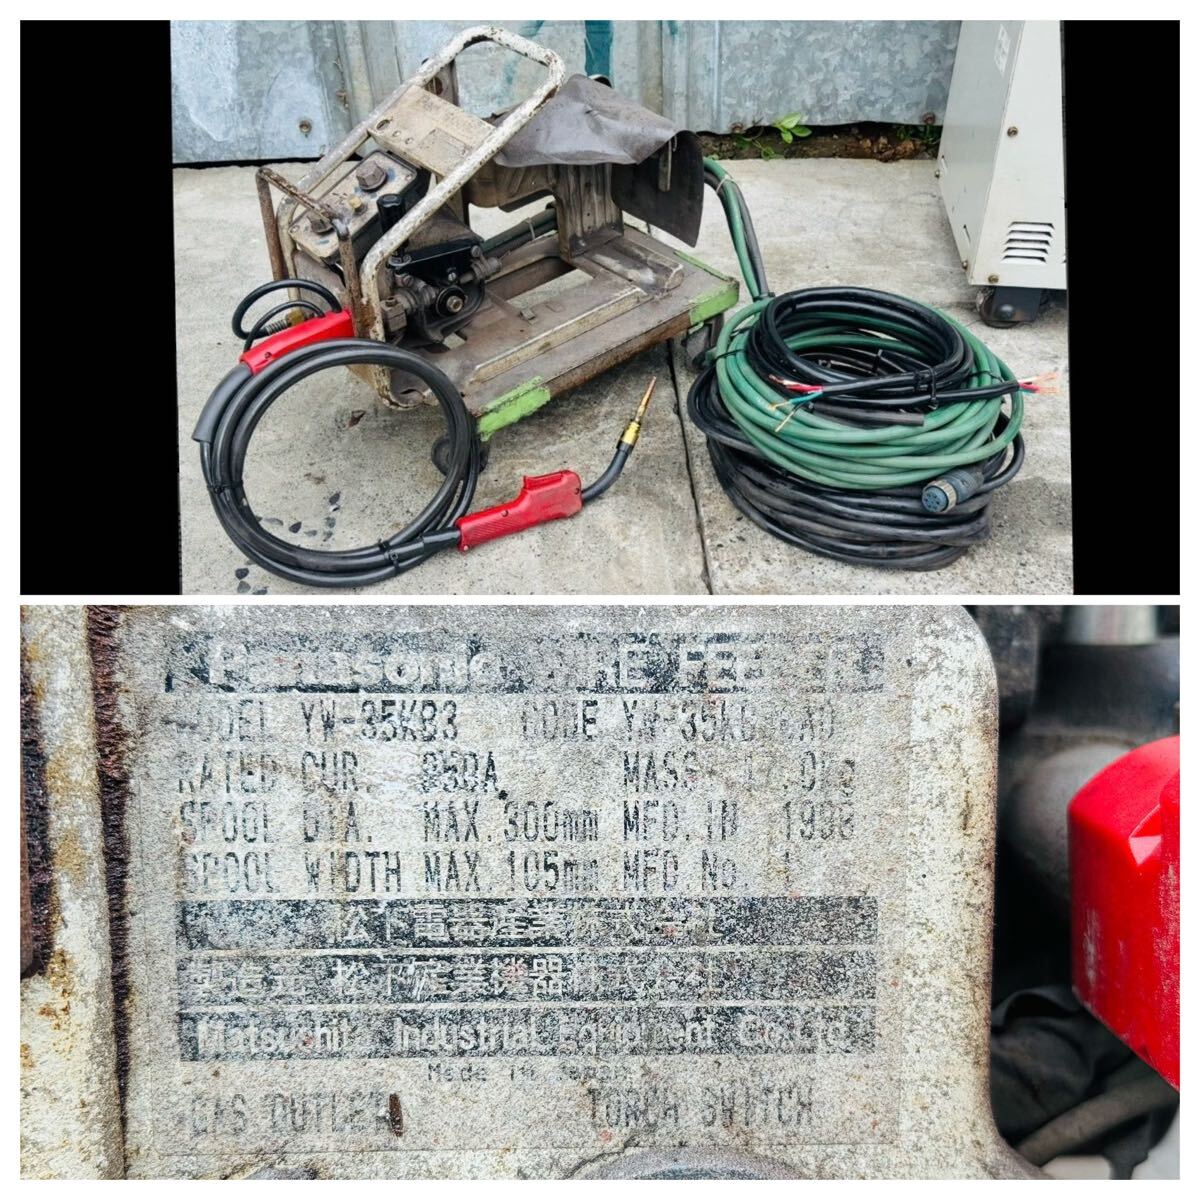 Panasonic WIRE FEEDER
MODEL YW-35KB3 CODE
RATED CUR. 350A MASS
SPOOL DIA. MAX.300mm MFD.IN 1998
SPOOL WIDTH MAX.105mm MFD.No. 1
松下電器産業株式会社
製造元 松下産業機器株式会社
Matsushita Industrial Equipment Co.Ltd.
Made in Japan
GAS OUTLET TORCH SWITCH